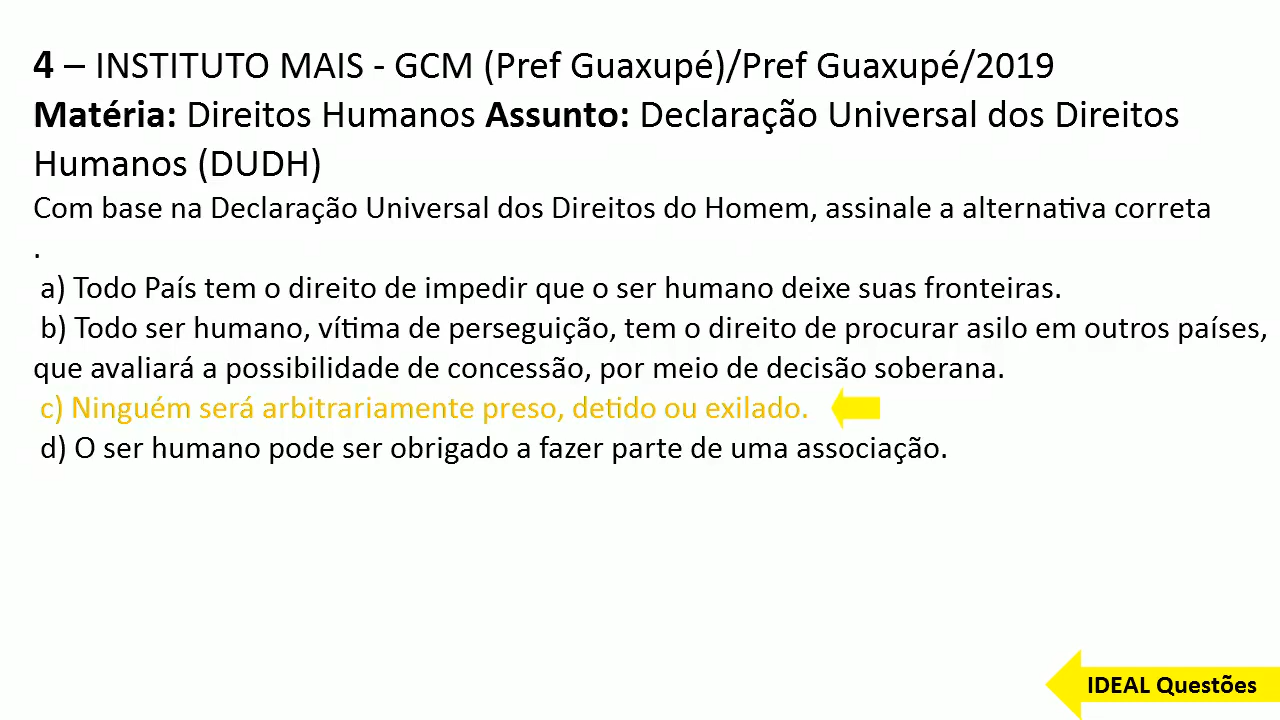 4 – INSTITUTO MAIS - GCM (Pref Guaxupé)/Pref Guaxupé/2019
Matéria: Direitos Humanos Assunto: Declaração Universal dos Direitos
Humanos (DUDH)
Com base na Declaração Universal dos Direitos do Homem, assinale a alternativa correta
.
a) Todo País tem o direito de impedir que o ser humano deixe suas fronteiras.
b) Todo ser humano, vítima de perseguição, tem o direito de procurar asilo em outros países,
que avaliará a possibilidade de concessão, por meio de decisão soberana.
c) Ninguém será arbitrariamente preso, detido ou exilado.
d) O ser humano pode ser obrigado a fazer parte de uma associação.
IDEAL Questões